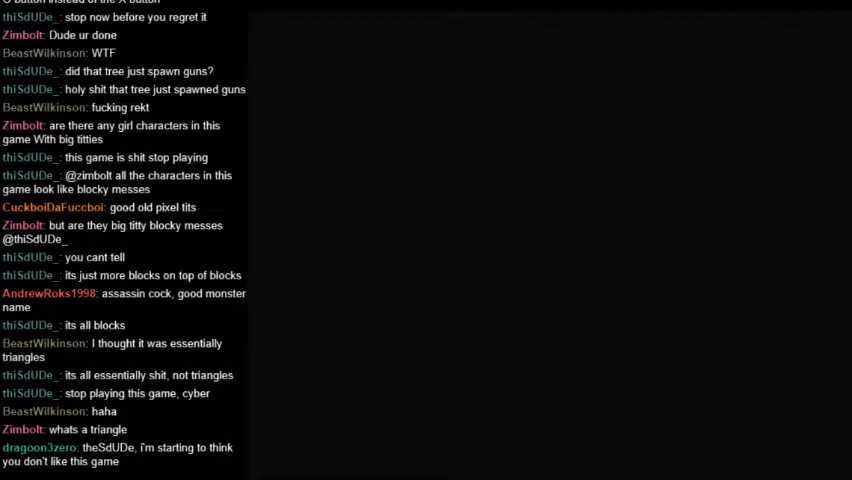 O button instead of the X button
thiSdUDe_: stop now before you regret it
Zimbolt: Dude ur done
BeastWilkinson: WTF
thiSdUDe_: did that tree just spawn guns?
thiSdUDe_: holy shit that tree just spawned guns
BeastWilkinson: fucking rekt
Zimbolt: are there any girl characters in this
game With big titties
thiSdUDe_: this game is shit stop playing
thiSdUDe_: @zimbolt all the characters in this
game look like blocky messes
CuckboiDaFuccboi: good old pixel tits
Zimbolt: but are they big titty blocky messes
@thiSdUDe_
thiSdUDe_: you cant tell
thiSdUDe_: its just more blocks on top of blocks
AndrewRoks1998: assassin cock, good monster
name
thiSdUDe_: its all blocks
BeastWilkinson: I thought it was essentially
triangles
thiSdUDe_: its all essentially shit, not triangles
thiSdUDe_: stop playing this game, cyber
BeastWilkinson: haha
Zimbolt: whats a triangle
dragoon3zero: theSdUDe, i'm starting to think
you don't like this game